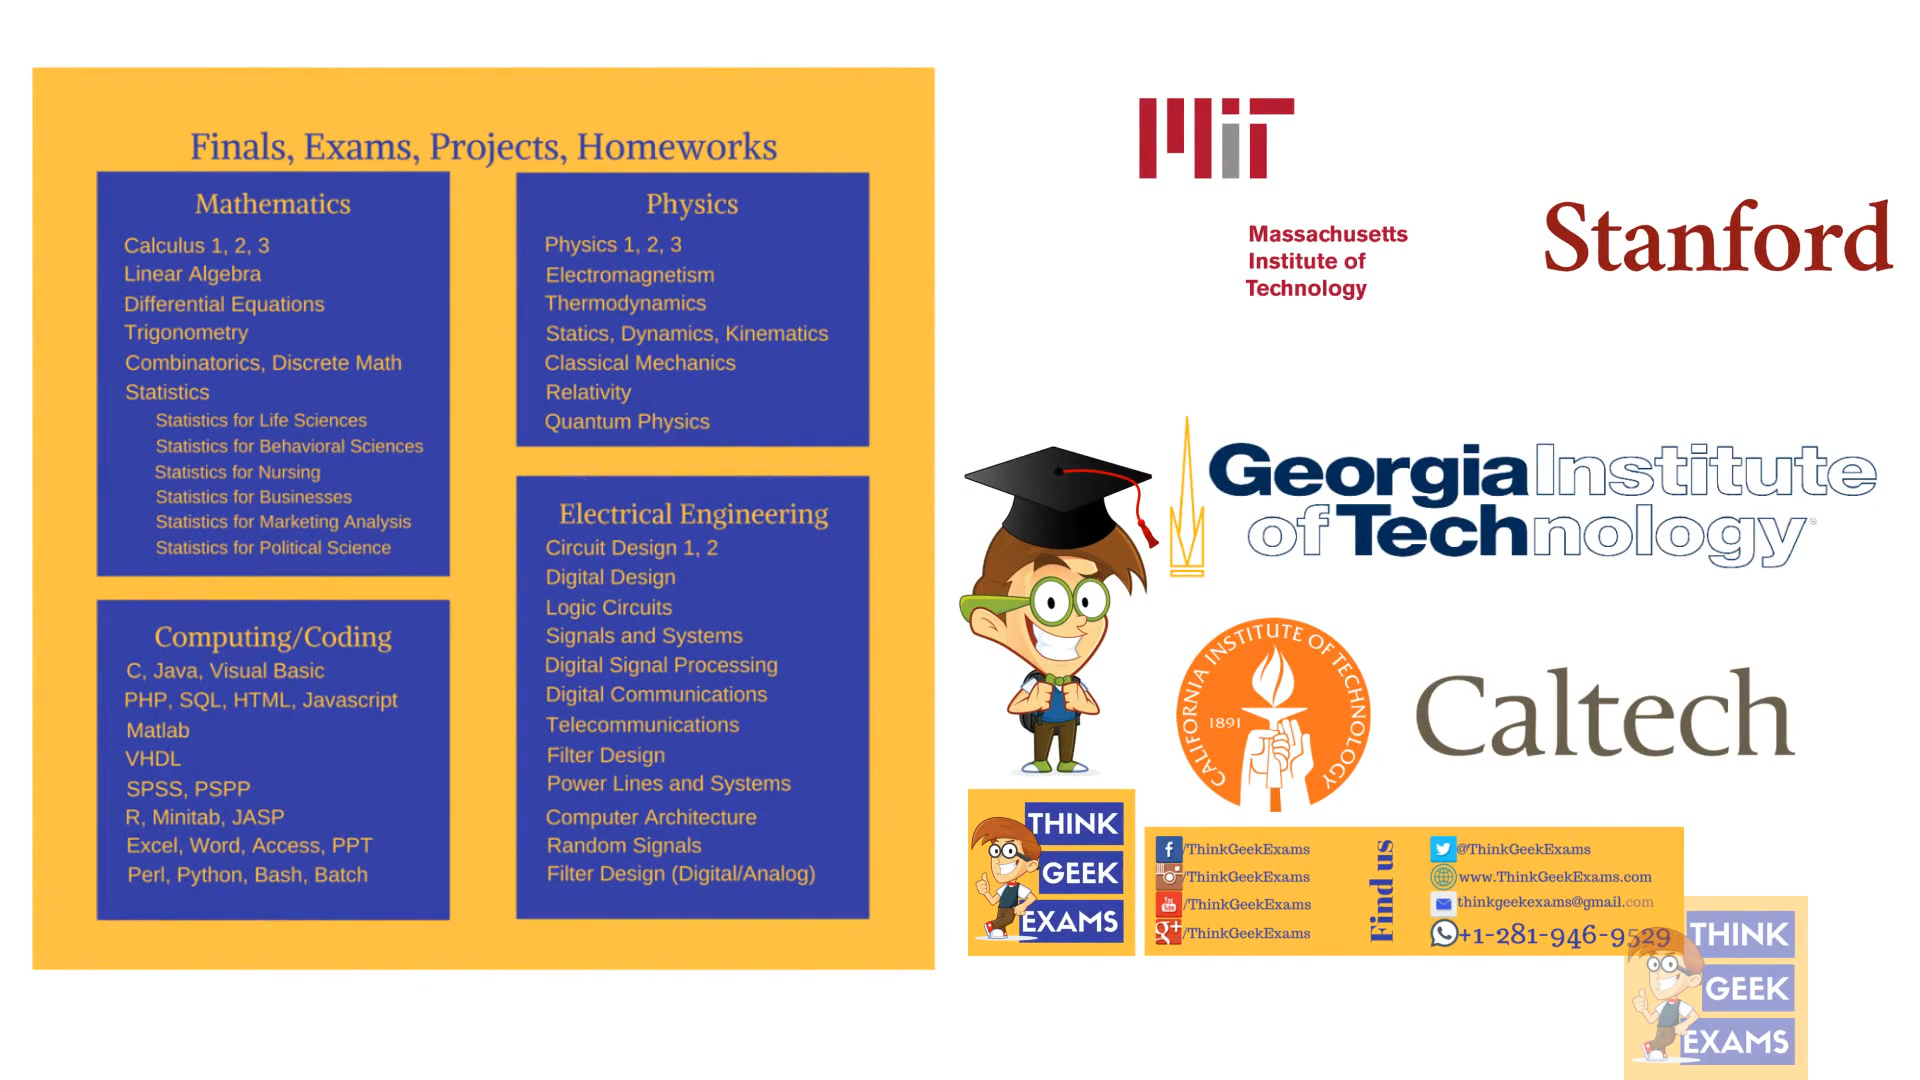 Finals, Exams, Projects, Homeworks
Mathematics
Calculus 1, 2, 3
Linear Algebra
Differential Equations
Trigonometry
Combinatorics, Discrete Math
Statistics
Statistics for Life Sciences
Statistics for Behavioral Sciences
Statistics for Nursing
Statistics for Businesses
Statistics for Marketing Analysis
Statistics for Political Science
Computing/Coding
C, Java, Visual Basic
PHP, SQL, HTML, Javascript
Matlab
VHDL
SPSS, PSPP
R, Minitab, JASP
Excel, Word, Access, PPT
Perl, Python, Bash, Batch
Physics
Physics 1, 2, 3
Electromagnetism
Thermodynamics
Statics, Dynamics, Kinematics
Classical Mechanics
Relativity
Quantum Physics
Electrical Engineering
Circuit Design 1, 2
Digital Design
Logic Circuits
Signals and Systems
Digital Signal Processing
Digital Communications
Telecommunications
Filter Design
Power Lines and Systems
Computer Architecture
Random Signals
Filter Design (Digital/Analog)
MIT
Massachusetts
Institute of
Technology
Stanford
Georgia Institute
of Technology
CALIFORNIA INSTITUTE OF TECHNOLOGY
1891
Caltech
THINK
GEEK
EXAMS
/ThinkGeekExams
/ThinkGeekExams
You Tube /ThinkGeekExams
g+ /ThinkGeekExams
Find us
@ThinkGeekExams
www.ThinkGeekExams.com
thinkgeekexams@gmail.com
+1-281-946-9529
THINK
GEEK
EXAMS